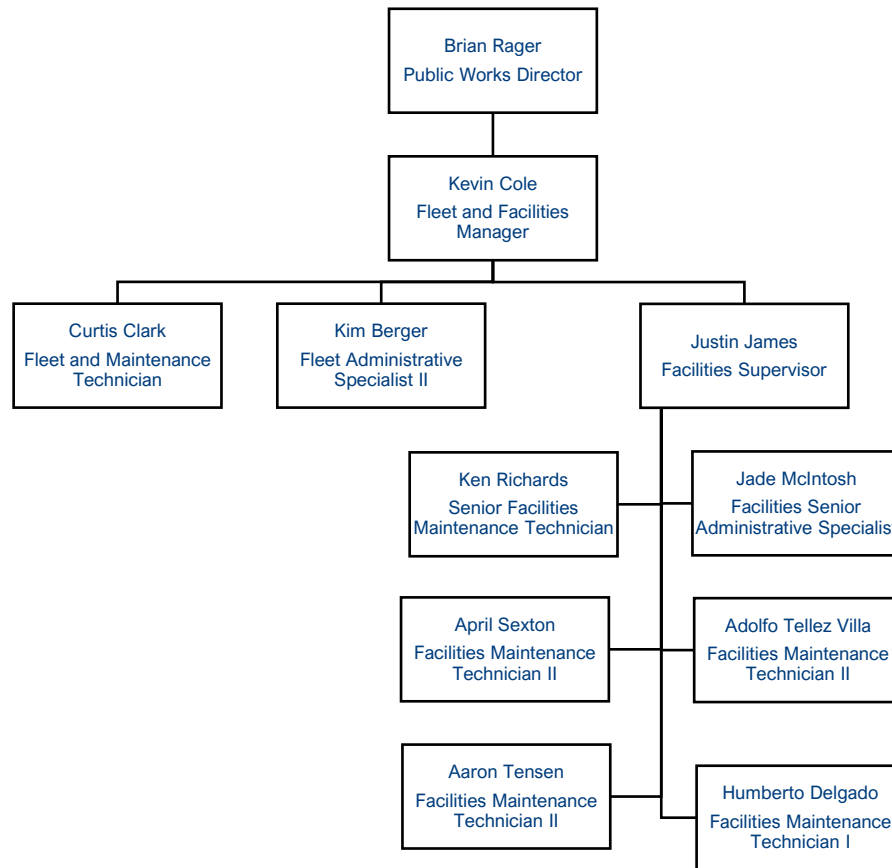 Brian Rager
Public Works Director
Kevin Cole
Fleet and Facilities
Manager
Curtis Clark
Fleet and Maintenance
Technician
Kim Berger
Fleet Administrative
Specialist II
Justin James
Facilities Supervisor
Ken Richards
Senior Facilities
Maintenance Technician
Jade McIntosh
Facilities Senior
Administrative Specialist
April Sexton
Facilities Maintenance
Technician II
Adolfo Tellez Villa
Facilities Maintenance
Technician II
Aaron Tensen
Facilities Maintenance
Technician II
Humberto Delgado
Facilities Maintenance
Technician I